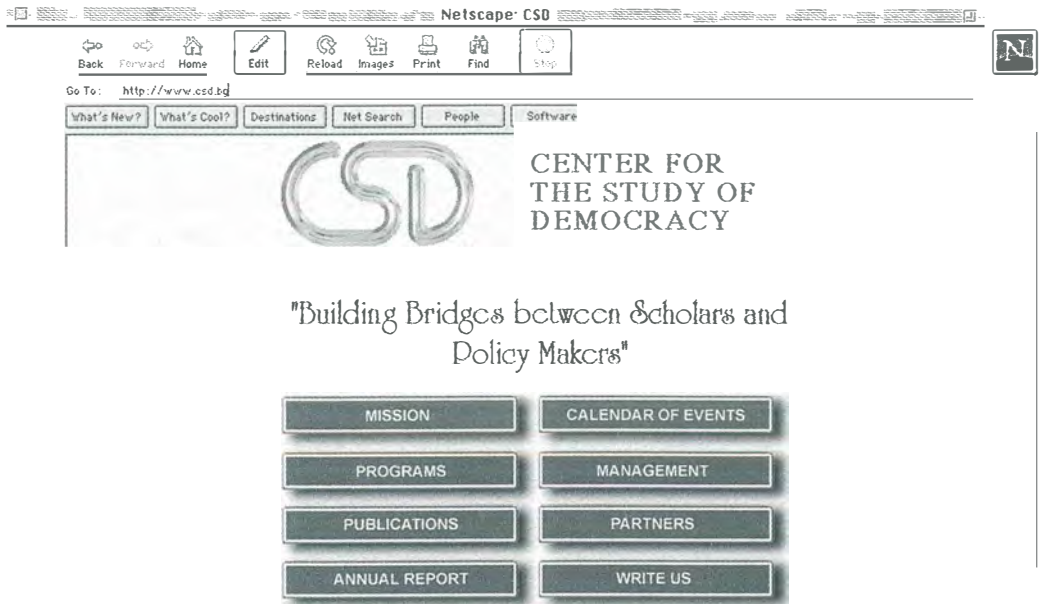 Netscape: CSD
Back Forward Home Edit Reload Images Print Find Stop
Go To: http://www.csd.bg
What's New? What's Cool? Destinations Net Search People Software
CSD
CENTER FOR
THE STUDY OF
DEMOCRACY
"Building Bridges between Scholars and
Policy Makers"
MISSION CALENDAR OF EVENTS
PROGRAMS MANAGEMENT
PUBLICATIONS PARTNERS
ANNUAL REPORT WRITE US
N